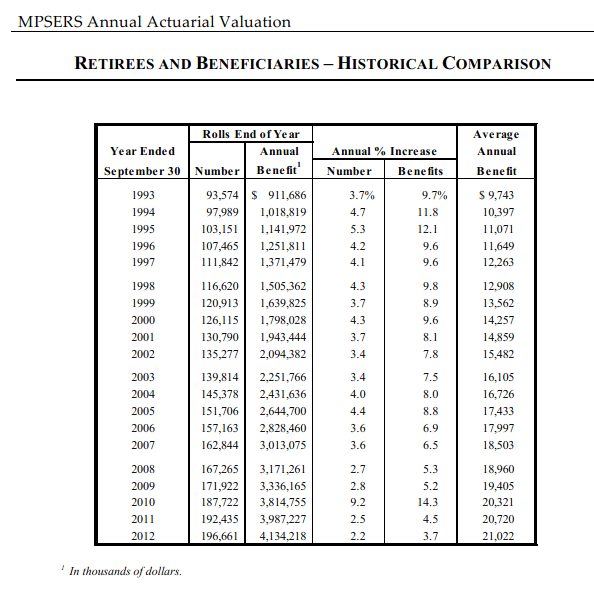 MPSERS Annual Actuarial Valuation
RETIREES AND BENEFICIARIES – HISTORICAL COMPARISON
Rolls End of Year Average
Year Ended Annual Annual % Increase Annual
September 30 Number Benefit¹ Number Benefits Benefit
1993 93,574 $ 911,686 3.7% 9.7% $ 9,743
1994 97,989 1,018,819 4.7 11.8 10,397
1995 103,151 1,141,972 5.3 12.1 11,071
1996 107,465 1,251,811 4.2 9.6 11,649
1997 111,842 1,371,479 4.1 9.6 12,263
1998 116,620 1,505,362 4.3 9.8 12,908
1999 120,913 1,639,825 3.7 8.9 13,562
2000 126,115 1,798,028 4.3 9.6 14,257
2001 130,790 1,943,444 3.7 8.1 14,859
2002 135,277 2,094,382 3.4 7.8 15,482
2003 139,814 2,251,766 3.4 7.5 16,105
2004 145,378 2,431,636 4.0 8.0 16,726
2005 151,706 2,644,700 4.4 8.8 17,433
2006 157,163 2,828,460 3.6 6.9 17,997
2007 162,844 3,013,075 3.6 6.5 18,503
2008 167,265 3,171,261 2.7 5.3 18,960
2009 171,922 3,336,165 2.8 5.2 19,405
2010 187,722 3,814,755 9.2 14.3 20,321
2011 192,435 3,987,227 2.5 4.5 20,720
2012 196,661 4,134,218 2.2 3.7 21,022
¹ In thousands of dollars.